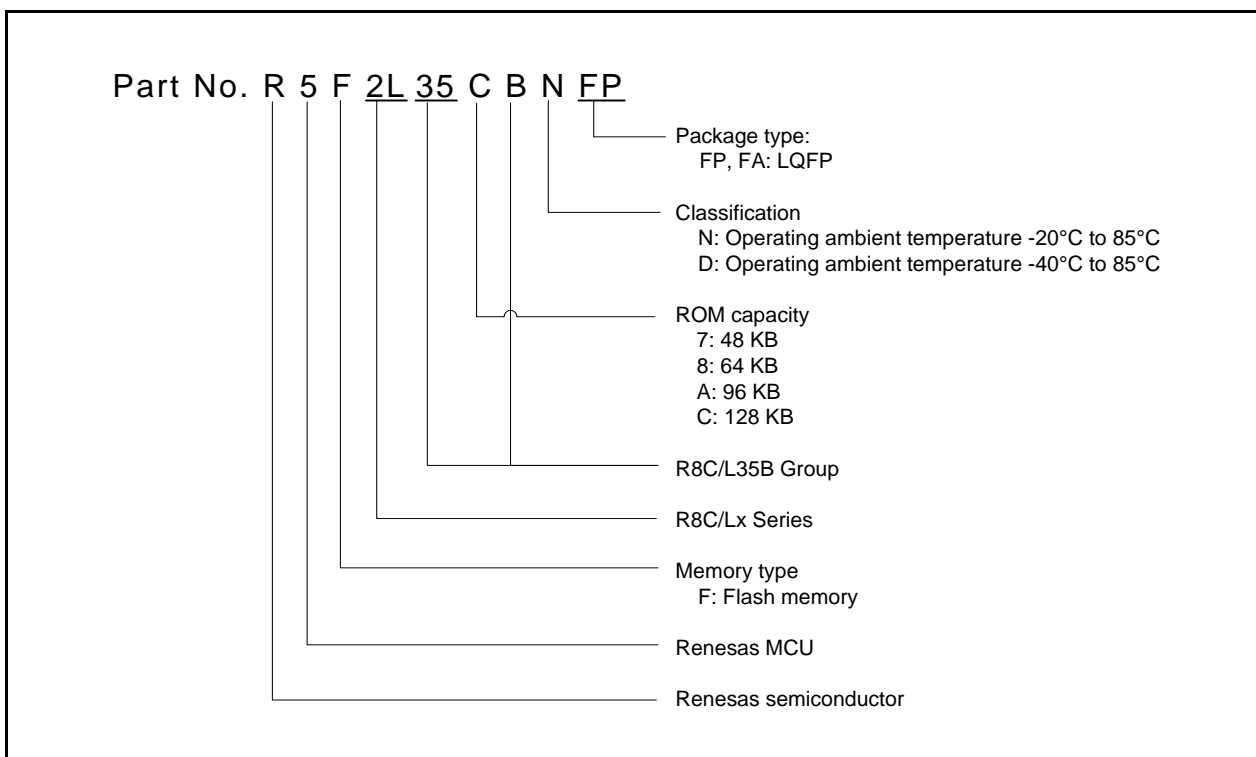 Part No. R 5 F 2L 35 C B N FP
Package type:
FP, FA: LQFP
Classification
N: Operating ambient temperature -20°C to 85°C
D: Operating ambient temperature -40°C to 85°C
ROM capacity
7: 48 KB
8: 64 KB
A: 96 KB
C: 128 KB
R8C/L35B Group
R8C/Lx Series
Memory type
F: Flash memory
Renesas MCU
Renesas semiconductor